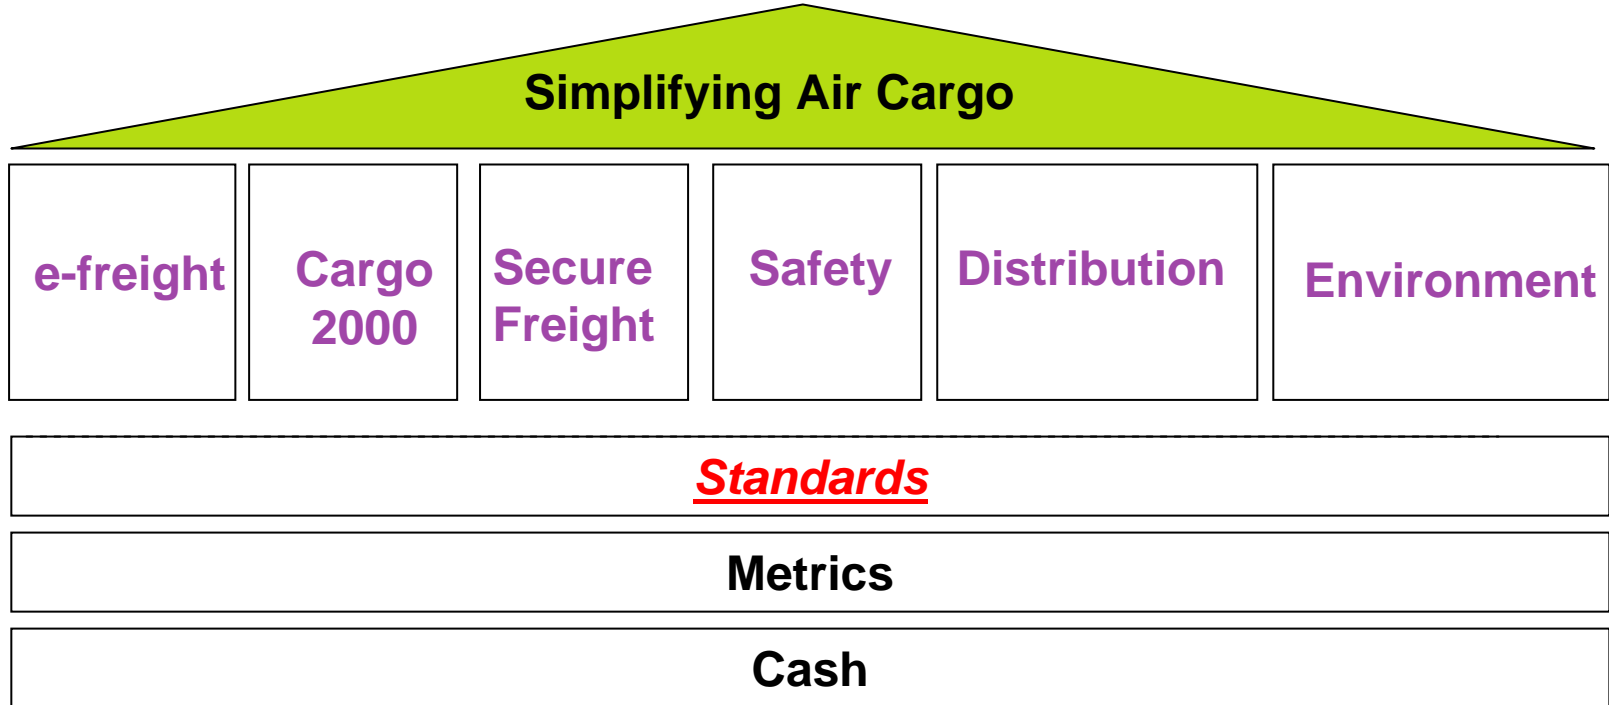 Simplifying Air Cargo
e-freight
Cargo
2000
Secure
Freight
Safety
Distribution
Environment
Standards
Metrics
Cash